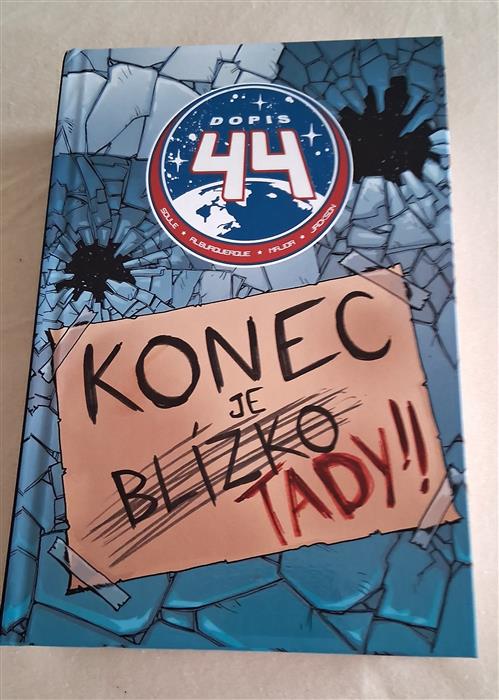 DOPIS
44
SOULE ★ ALBURQUERQUE ★ MAJOR ★ JACKSON
KONEC
JE
BLÍZKO
TADY!!